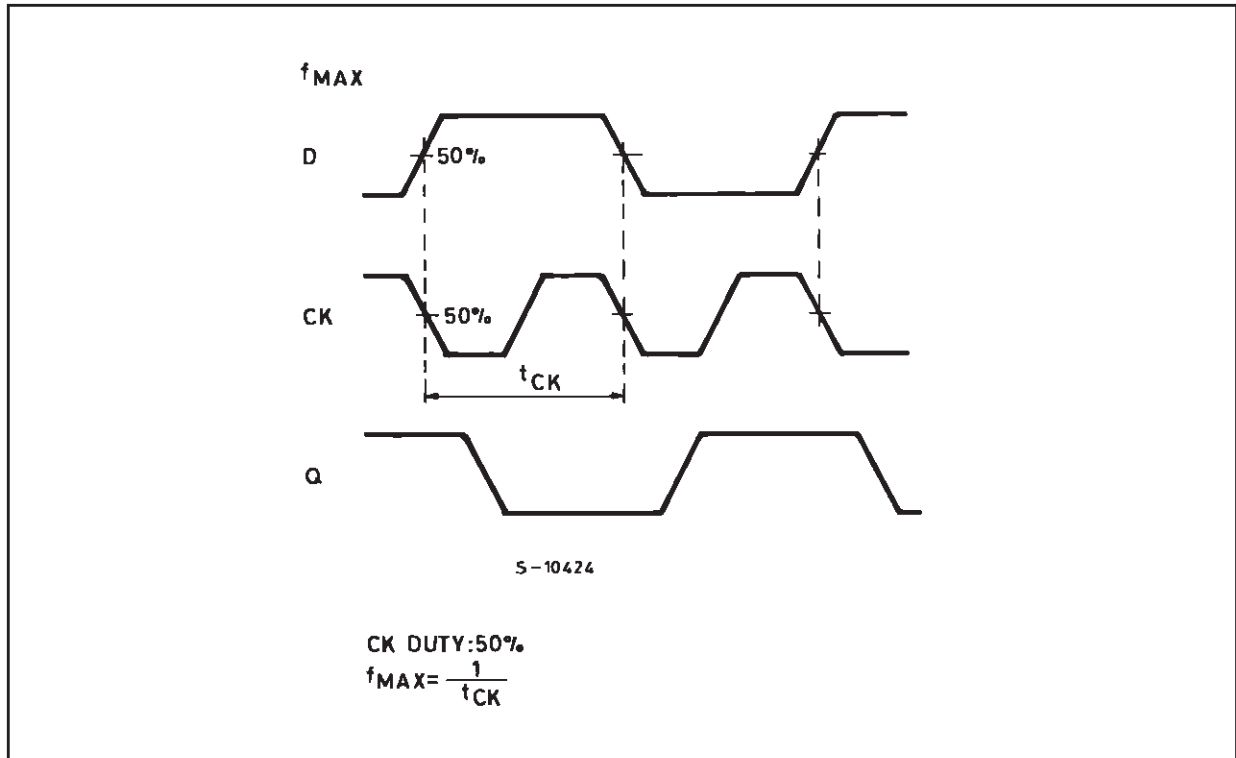 fMAX
D
50%
CK
50%
tCK
Q
S-10424
CK DUTY:50%
fMAX= 1/tCK